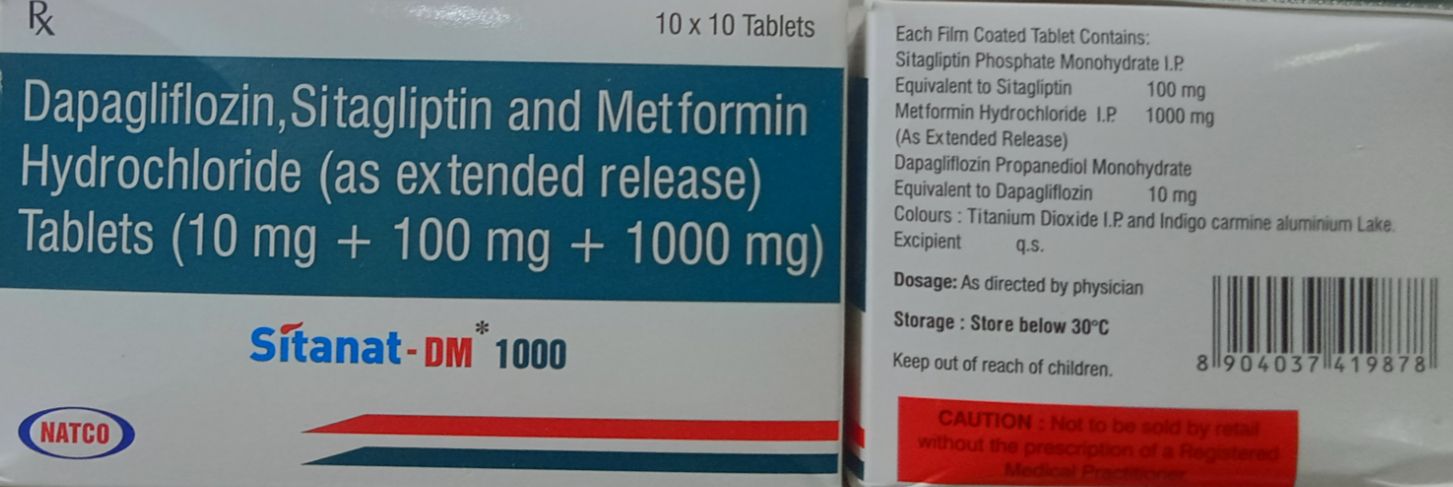 Rx
10 x 10 Tablets
Dapagliflozin,Sitagliptin and Metformin
Hydrochloride (as extended release)
Tablets (10 mg + 100 mg + 1000 mg)
Sitanat-DM* 1000
NATCO
Each Film Coated Tablet Contains:
Sitagliptin Phosphate Monohydrate I.P.
Equivalent to Sitagliptin 100 mg
Metformin Hydrochloride I.P. 1000 mg
(As Extended Release)
Dapagliflozin Propanediol Monohydrate
Equivalent to Dapagliflozin 10 mg
Colours : Titanium Dioxide I.P. and Indigo carmine aluminium Lake.
Excipient q.s.
Dosage: As directed by physician
Storage : Store below 30°C
Keep out of reach of children.
8 904037 419878
CAUTION : Not to be sold by retail
without the prescription of a Registered
Medical Practitioner